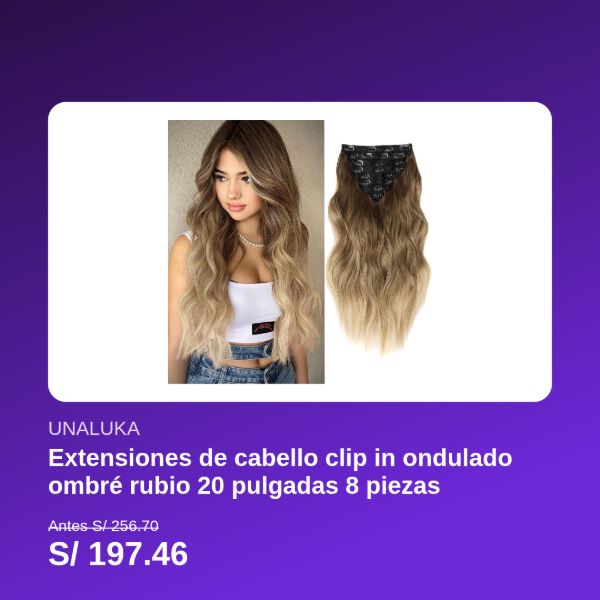 UNALUKA
Extensiones de cabello clip in ondulado
ombré rubio 20 pulgadas 8 piezas
Antes S/ 256.70
S/ 197.46